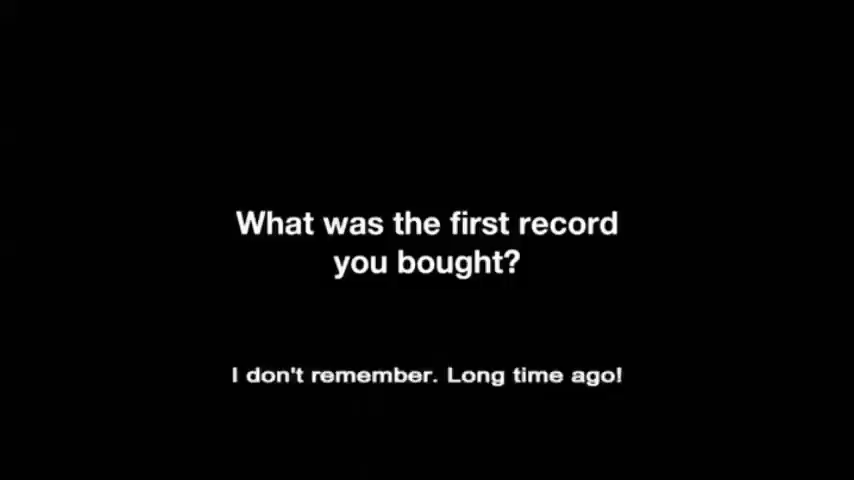 What was the first record
you bought?
I don't remember. Long time ago!